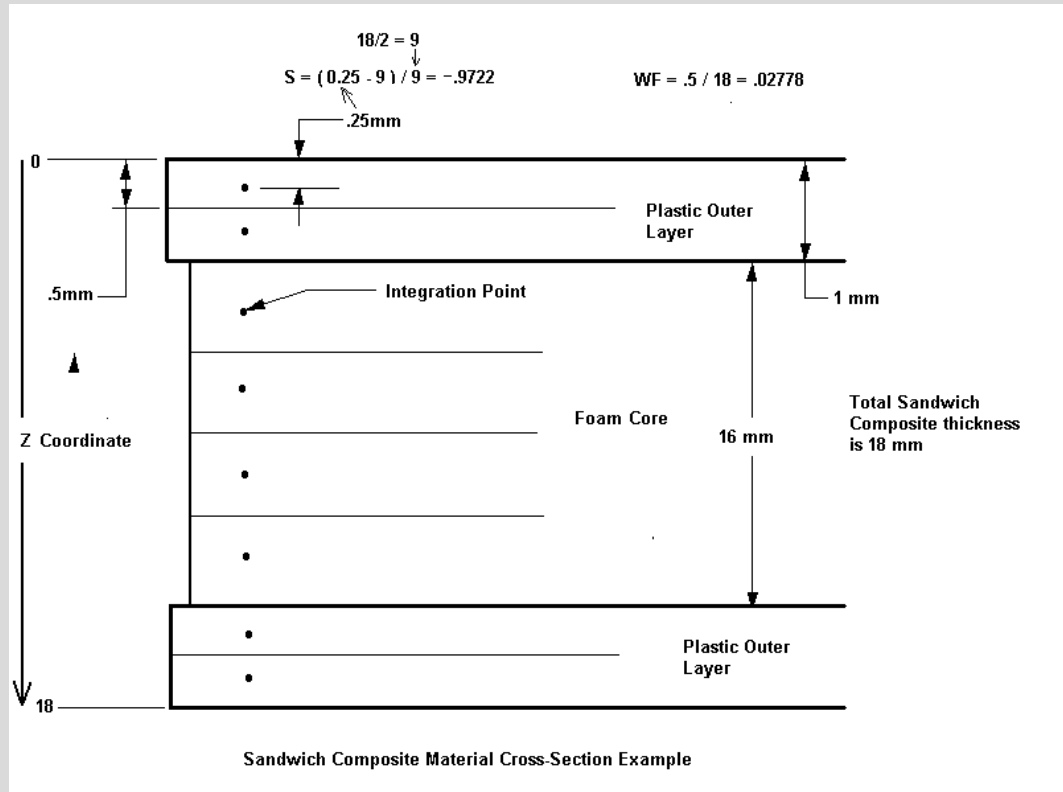 18/2 = 9
S = ( 0.25 - 9 ) / 9 = -.9722
WF = .5 / 18 = .02778
.25mm
0
Plastic Outer
Layer
.5mm
Integration Point
1 mm
Z Coordinate
Foam Core
16 mm
Total Sandwich
Composite thickness
is 18 mm
Plastic Outer
Layer
18
Sandwich Composite Material Cross-Section Example